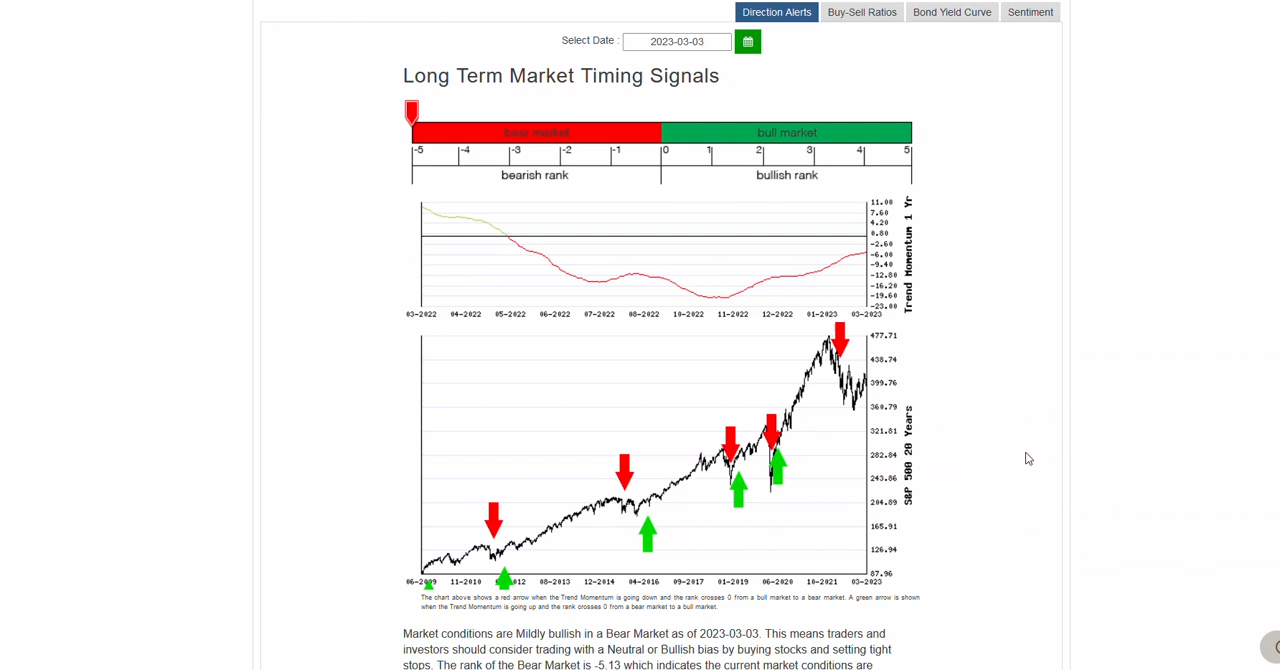 Direction Alerts Buy-Sell Ratios Bond Yield Curve Sentiment
Select Date : 2023-03-03
Long Term Market Timing Signals
bear market bull market
-5 -4 -3 -2 -1 0 1 2 3 4 5
bearish rank bullish rank
11.00
7.60
4.20
0.80
-2.60
-6.00
-9.40
-12.80
-16.20
-19.60
-23.00
Trend Momentum 1 Yr
03-2022 04-2022 05-2022 06-2022 07-2022 08-2022 10-2022 11-2022 12-2022 01-2023 03-2023
477.71
438.74
399.76
360.79
321.81
282.84
243.86
204.89
165.91
126.94
87.96
S&P 500 20 Years
06-2009 11-2010 2012 08-2013 12-2014 04-2016 09-2017 01-2019 06-2020 10-2021 03-2023
The chart above shows a red arrow when the Trend Momentum is going down and the rank crosses 0 from a bull market to a bear market. A green arrow is shown
when the Trend Momentum is going up and the rank crosses 0 from a bear market to a bull market.
Market conditions are Mildly bullish in a Bear Market as of 2023-03-03. This means traders and
investors should consider trading with a Neutral or Bullish bias by buying stocks and setting tight
stops. The rank of the Bear Market is -5.13 which indicates the current market conditions are